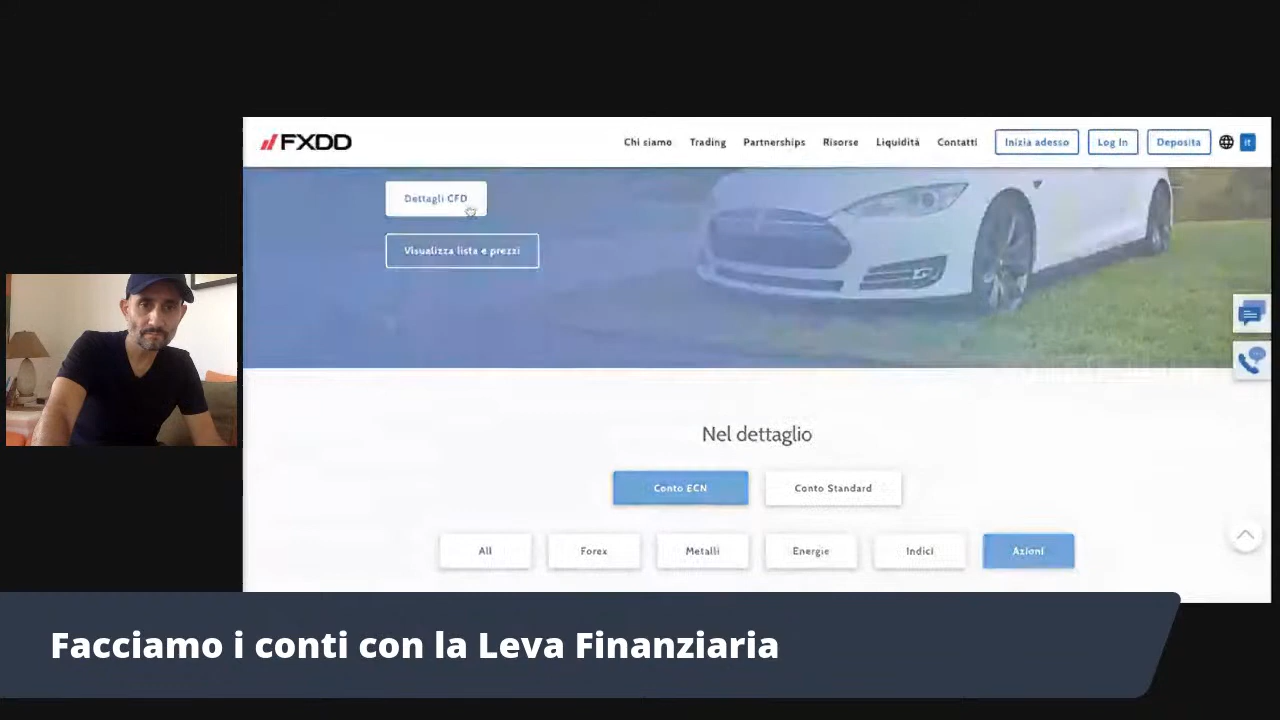 FXDD
Chi siamo Trading Partnerships Risorse Liquidità Contatti Inizia adesso Log In Deposita it
Dettagli CFD
Visualizza lista e prezzi
Nel dettaglio
Conto ECN Conto Standard
All Forex Metalli Energie Indici Azioni
Facciamo i conti con la Leva Finanziaria